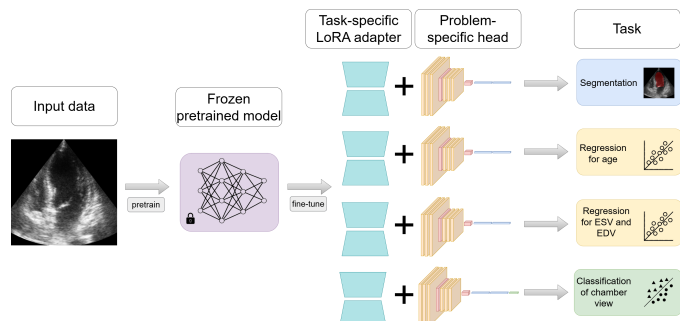 Input data
pretrain
Frozen
pretrained model
fine-tune
Task-specific
LoRA adapter
Problem-
specific head
Task
Segmentation
Regression
for age
Regression
for ESV and
EDV
Classification
of chamber
view